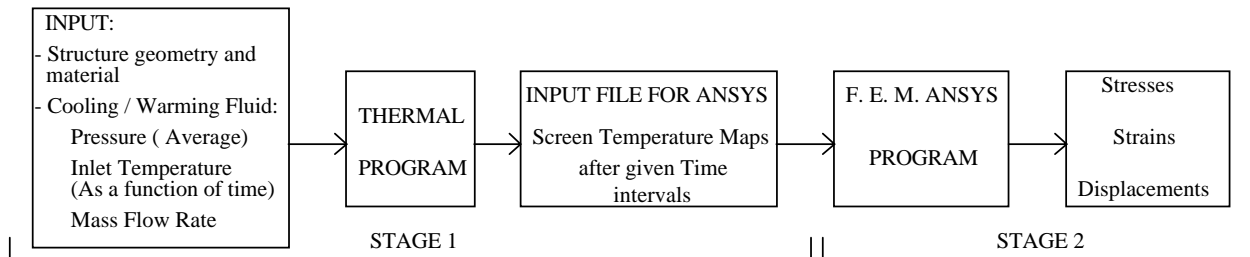 INPUT:
- Structure geometry and
material
- Cooling / Warming Fluid:
Pressure ( Average)
Inlet Temperature
(As a function of time)
Mass Flow Rate
THERMAL
PROGRAM
INPUT FILE FOR ANSYS
Screen Temperature Maps
after given Time
intervals
F. E. M. ANSYS
PROGRAM
Stresses
Strains
Displacements
STAGE 1
STAGE 2